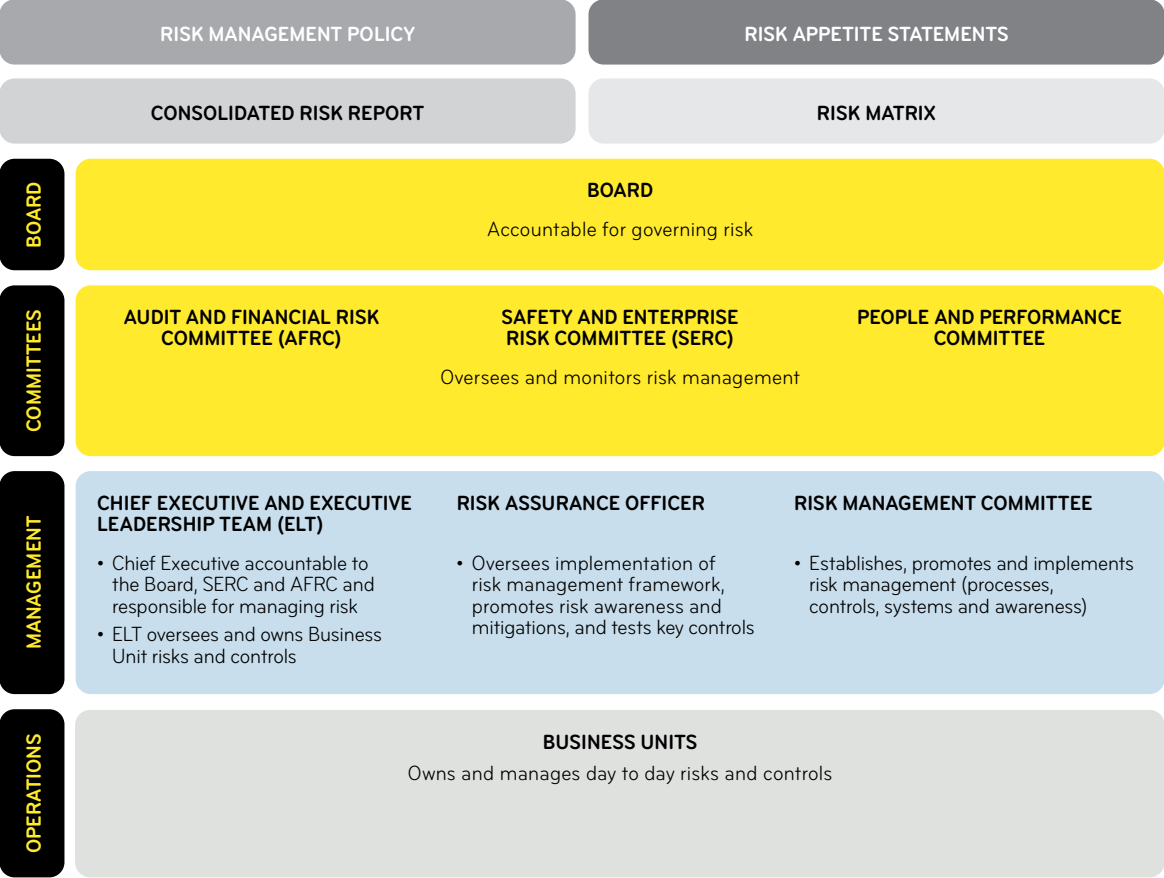 RISK MANAGEMENT POLICY
RISK APPETITE STATEMENTS
CONSOLIDATED RISK REPORT
RISK MATRIX
BOARD
BOARD
Accountable for governing risk
COMMITTEES
AUDIT AND FINANCIAL RISK
COMMITTEE (AFRC)
SAFETY AND ENTERPRISE
RISK COMMITTEE (SERC)
PEOPLE AND PERFORMANCE
COMMITTEE
Oversees and monitors risk management
MANAGEMENT
CHIEF EXECUTIVE AND EXECUTIVE
LEADERSHIP TEAM (ELT)
• Chief Executive accountable to
the Board, SERC and AFRC and
responsible for managing risk
• ELT oversees and owns Business
Unit risks and controls
RISK ASSURANCE OFFICER
• Oversees implementation of
risk management framework,
promotes risk awareness and
mitigations, and tests key controls
RISK MANAGEMENT COMMITTEE
• Establishes, promotes and implements
risk management (processes,
controls, systems and awareness)
OPERATIONS
BUSINESS UNITS
Owns and manages day to day risks and controls